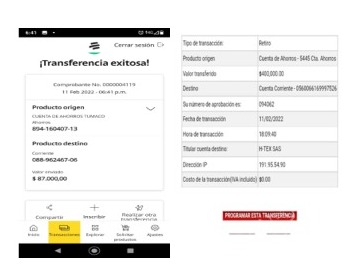 6:41
Cerrar sesión
¡Transferencia exitosa!
Comprobante No. 0000004119
11 Feb 2022 - 06:41 p.m.
Producto origen
CUENTA DE AHORROS TUMACO
Ahorros
894-160407-13
Producto destino
Corriente
088-962467-06
Valor enviado
$ 87.000,00
Compartir
Inscribir
Realizar otra
transferencia
Inicio
Transacciones
Explorar
Solicitar
productos
Ajustes
Tipo de transacción: Retiro
Producto origen Cuenta de Ahorros - 5445 Cta. Ahorros
Valor transferido $400,000.00
Destino Cuenta Corriente - 0560066169997526
Su número de aprobación es: 094062
Fecha de transacción 11/02/2022
Hora de transacción 18:09:40
Titular cuenta destino H-TEX SAS
Dirección IP 191.95.54.90
Costo de la transacción(IVA incluido) $0.00
PROGRAMAR ESTA TRANSFERENCIA